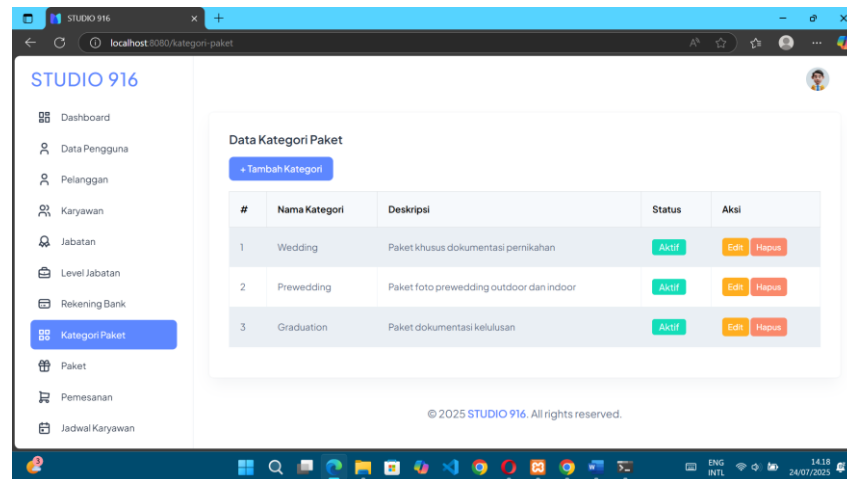 STUDIO 916
localhost:8080/kategori-paket
STUDIO 916
Dashboard
Data Pengguna
Pelanggan
Karyawan
Jabatan
Level Jabatan
Rekening Bank
Kategori Paket
Paket
Pemesanan
Jadwal Karyawan
Data Kategori Paket
+ Tambah Kategori
# Nama Kategori Deskripsi Status Aksi
1 Wedding Paket khusus dokumentasi pernikahan Aktif Edit Hapus
2 Prewedding Paket foto prewedding outdoor dan indoor Aktif Edit Hapus
3 Graduation Paket dokumentasi kelulusan Aktif Edit Hapus
© 2025 STUDIO 916. All rights reserved.
ENG 14.18
INTL 24/07/2025